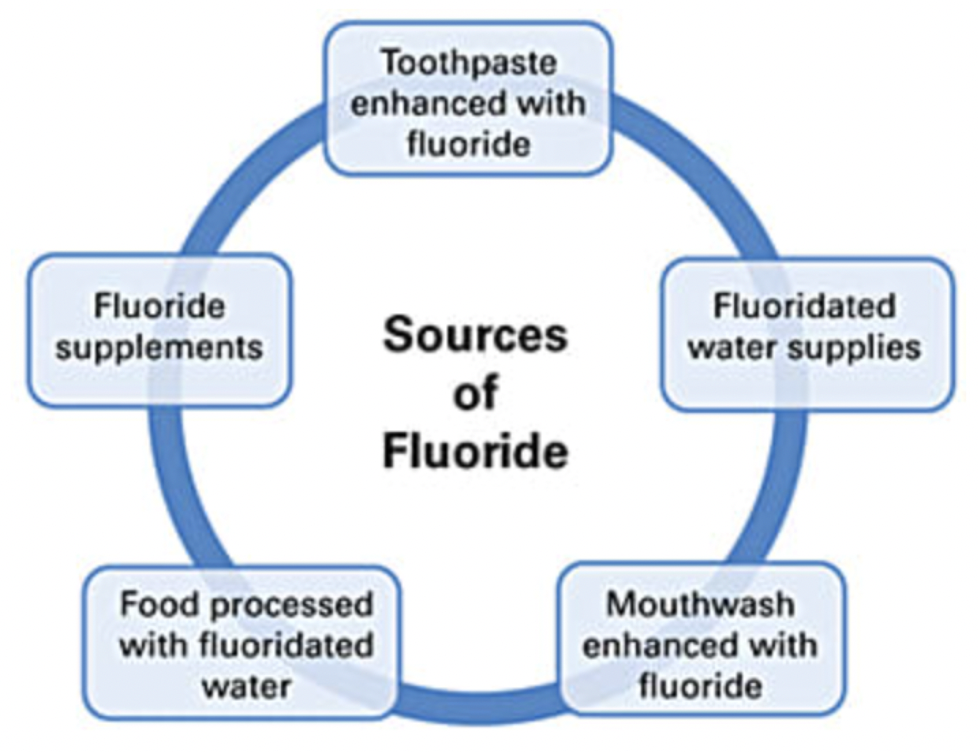 Toothpaste
enhanced with
fluoride
Fluoride
supplements
Sources
of
Fluoride
Fluoridated
water supplies
Food processed
with fluoridated
water
Mouthwash
enhanced with
fluoride